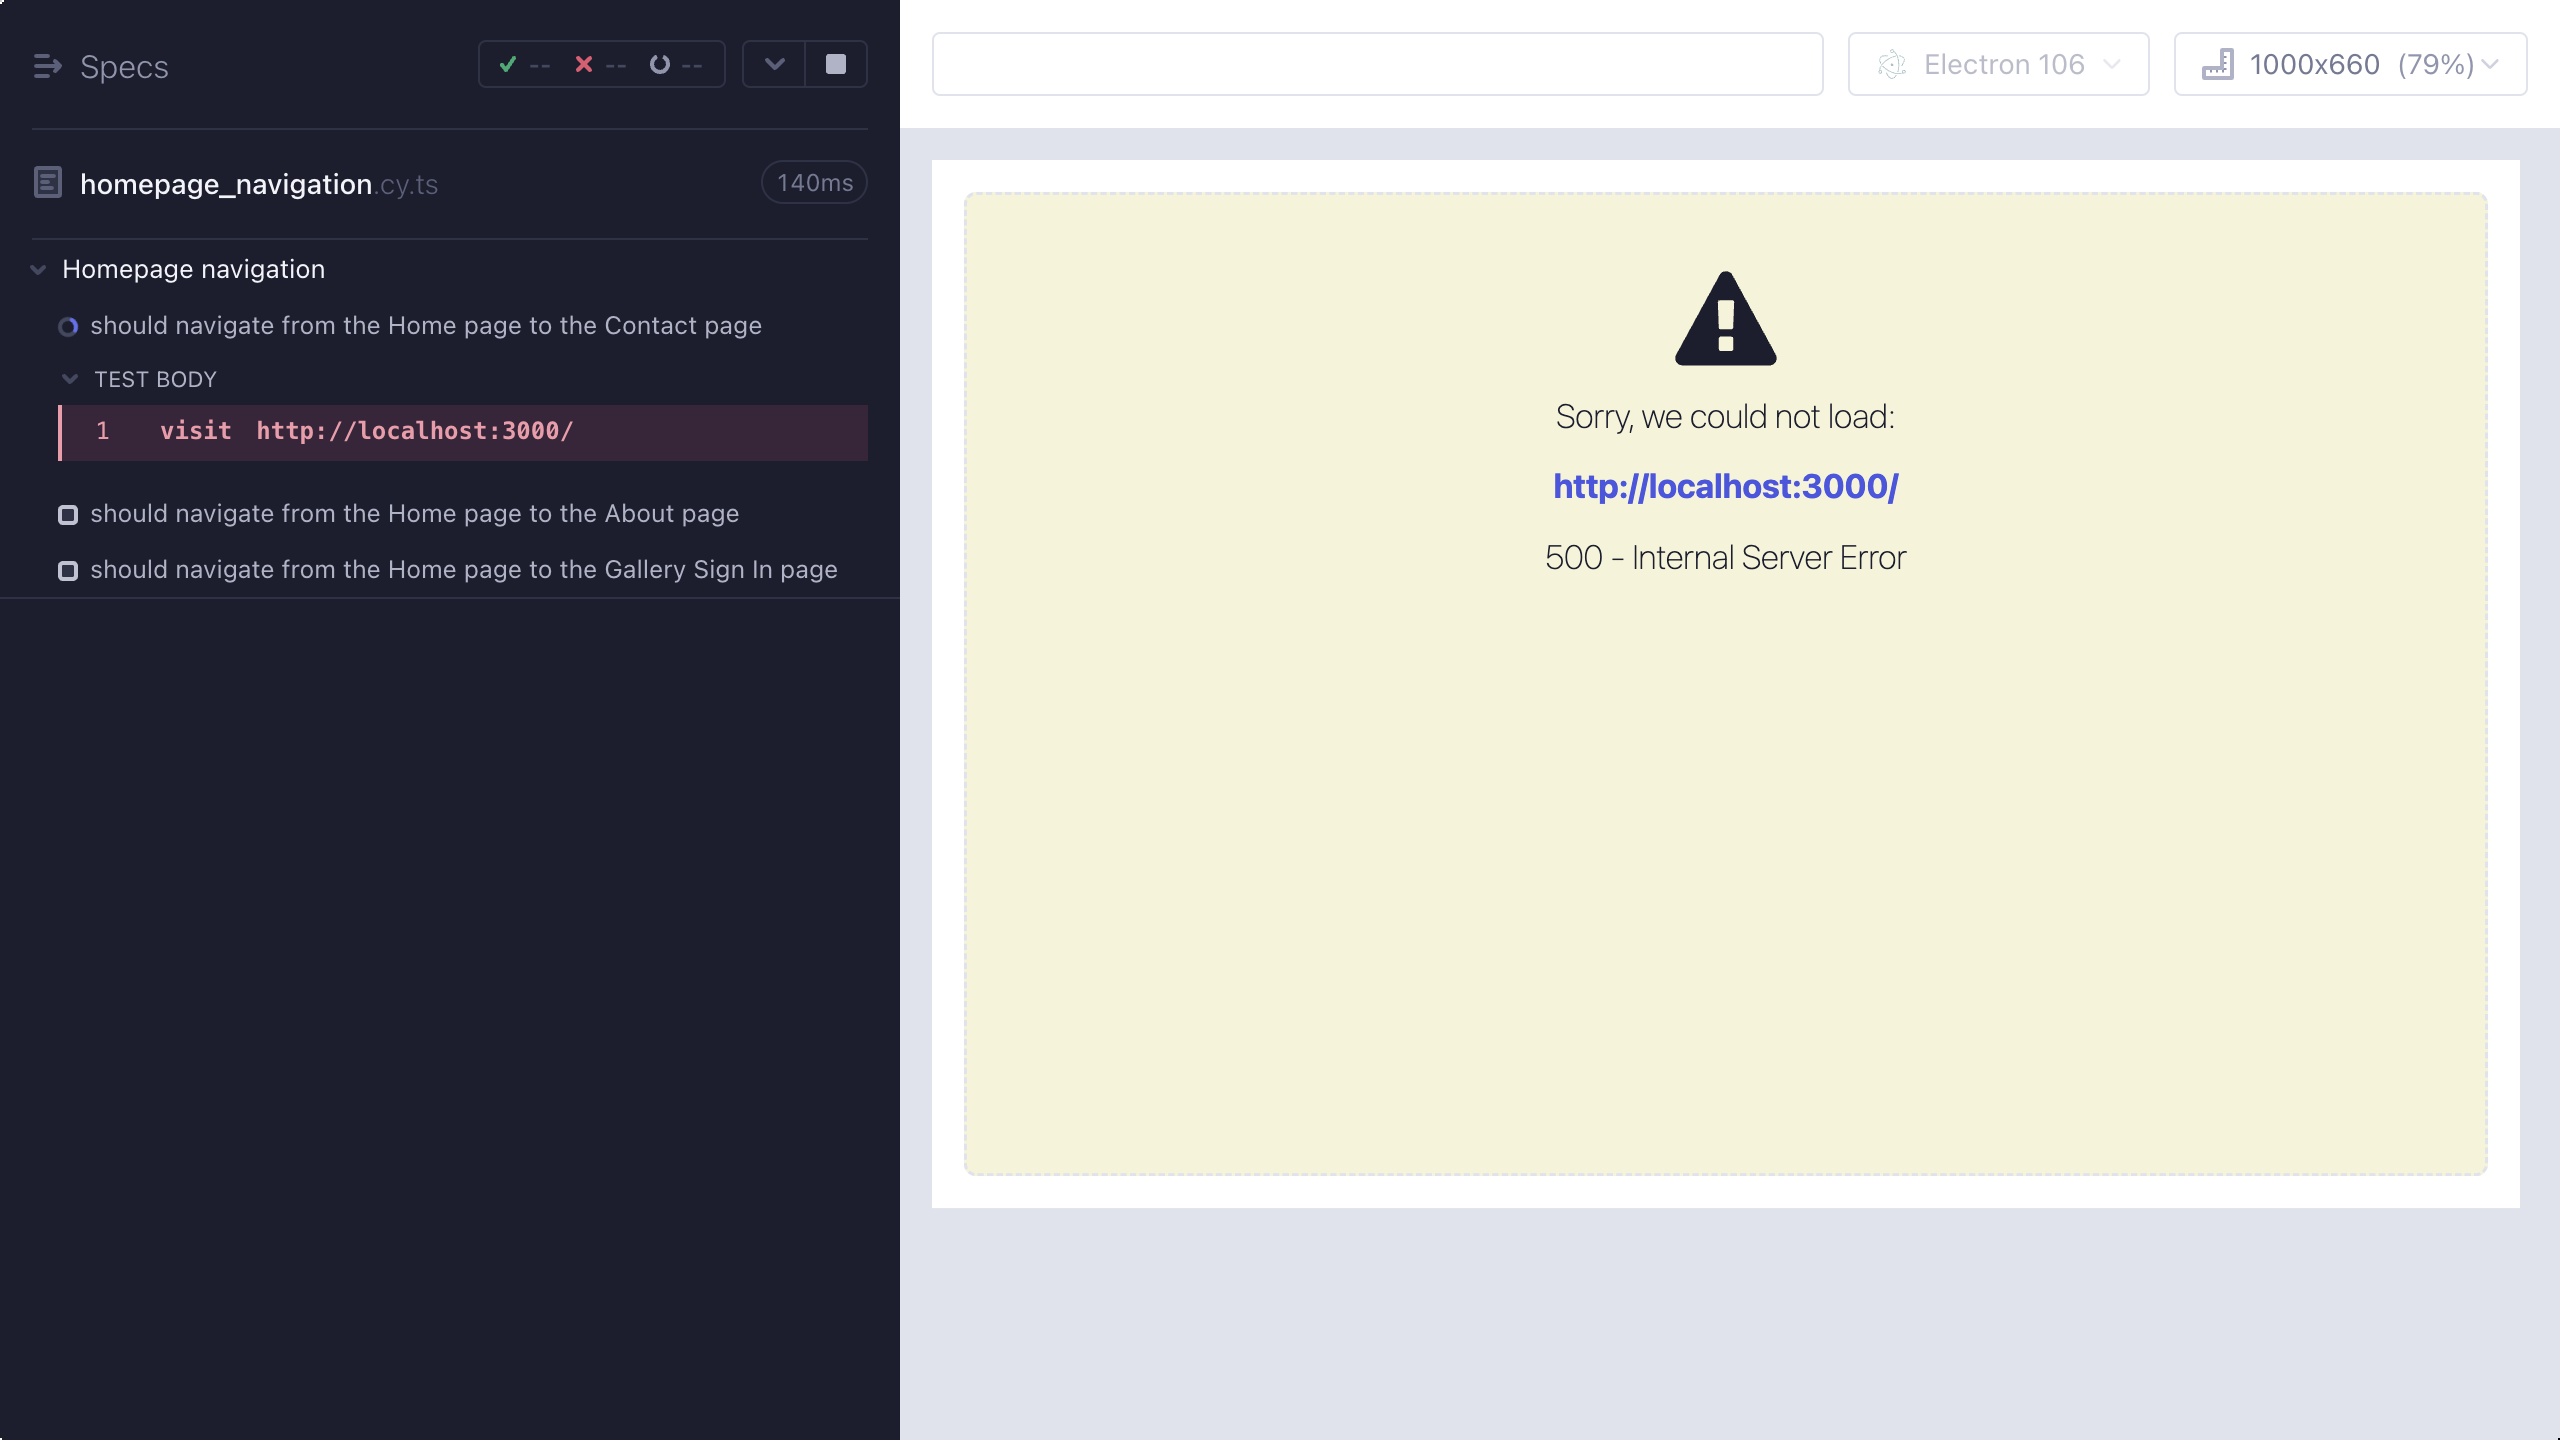 Specs
-- -- --
homepage_navigation.cy.ts 140ms
Homepage navigation
should navigate from the Home page to the Contact page
TEST BODY
1 visit http://localhost:3000/
should navigate from the Home page to the About page
should navigate from the Home page to the Gallery Sign In page
Electron 106
1000x660 (79%)
Sorry, we could not load:
http://localhost:3000/
500 - Internal Server Error